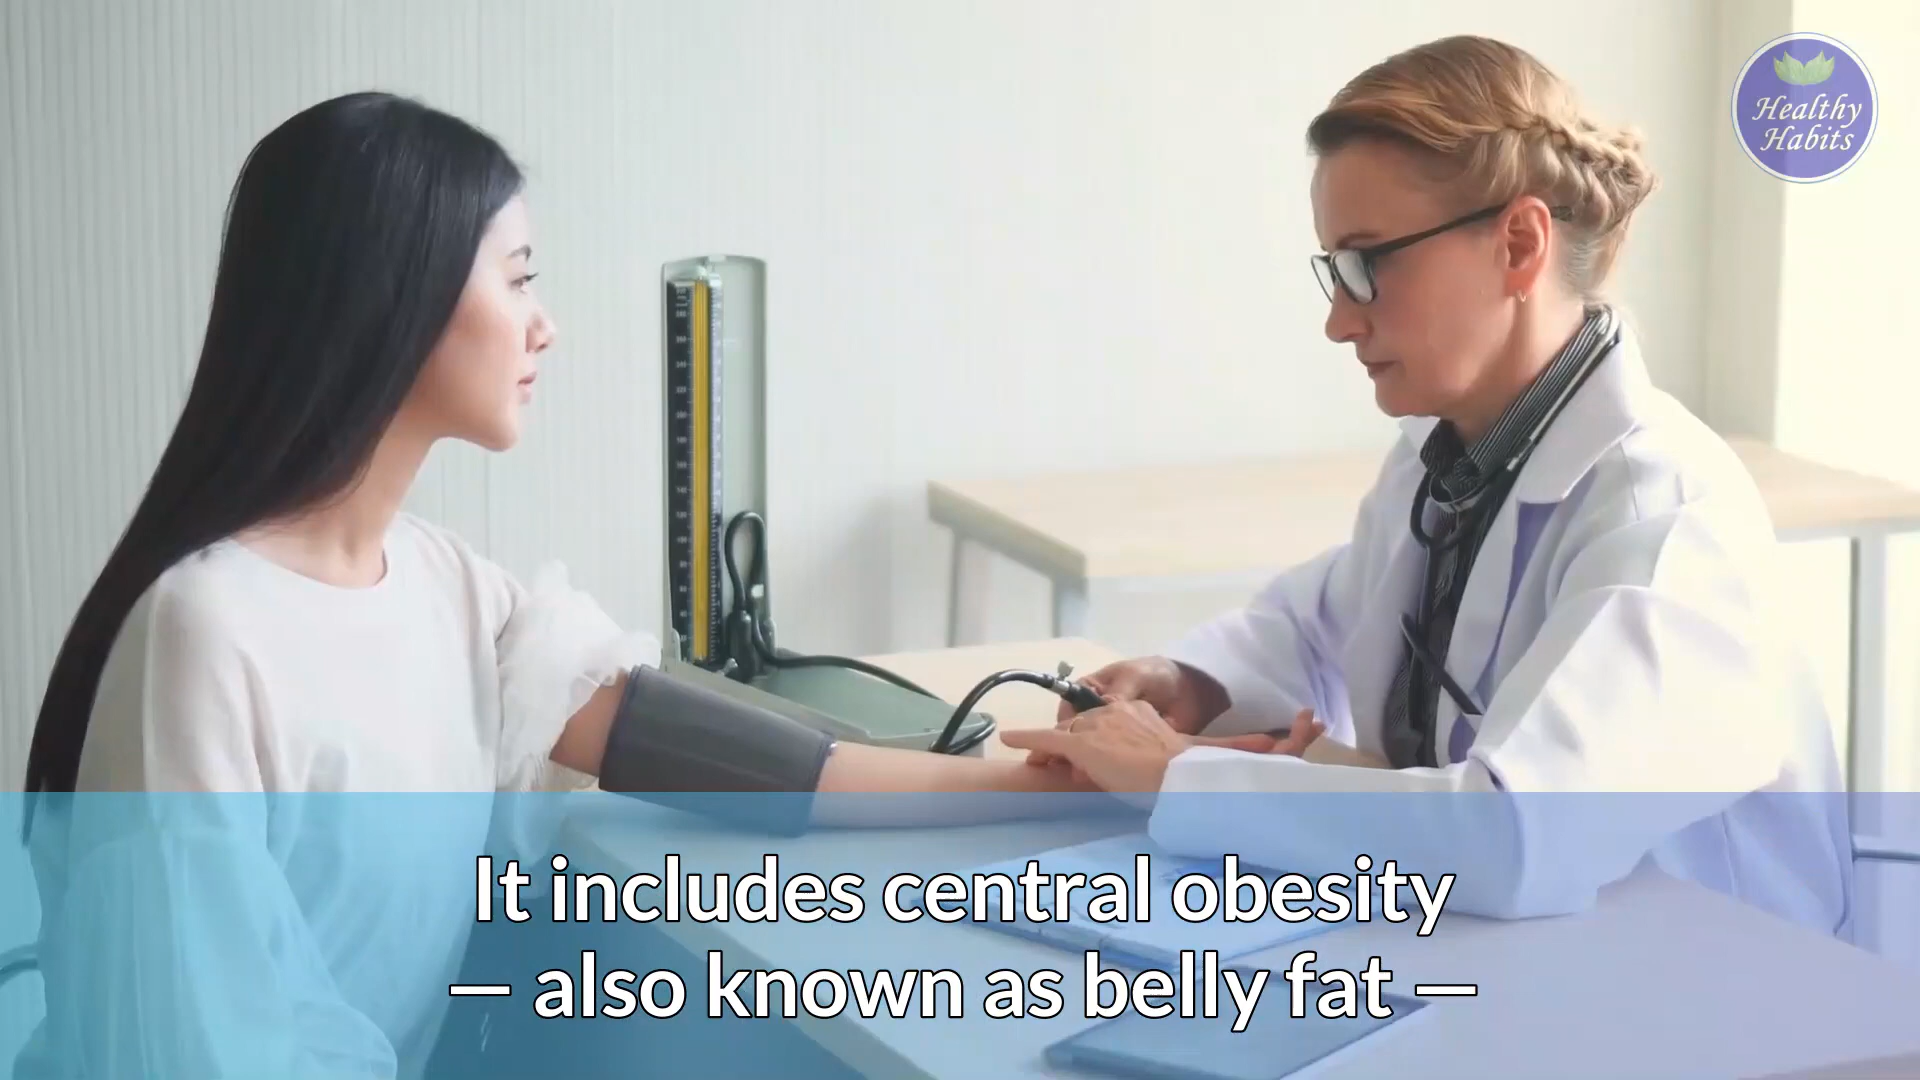 Healthy
Habits
It includes central obesity
— also known as belly fat —